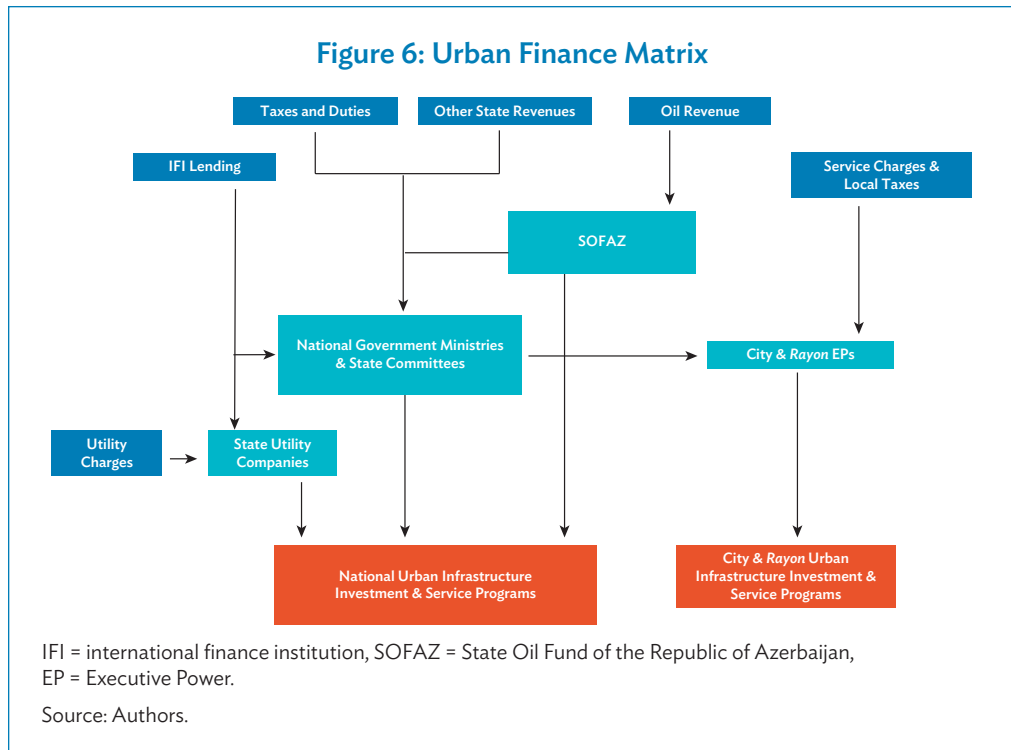 Figure 6: Urban Finance Matrix
Taxes and Duties
Other State Revenues
Oil Revenue
IFI Lending
Service Charges &
Local Taxes
SOFAZ
National Government Ministries
& State Committees
City & Rayon EPs
Utility
Charges
State Utility
Companies
National Urban Infrastructure
Investment & Service Programs
City & Rayon Urban
Infrastructure Investment &
Service Programs
IFI = international finance institution, SOFAZ = State Oil Fund of the Republic of Azerbaijan,
EP = Executive Power.
Source: Authors.